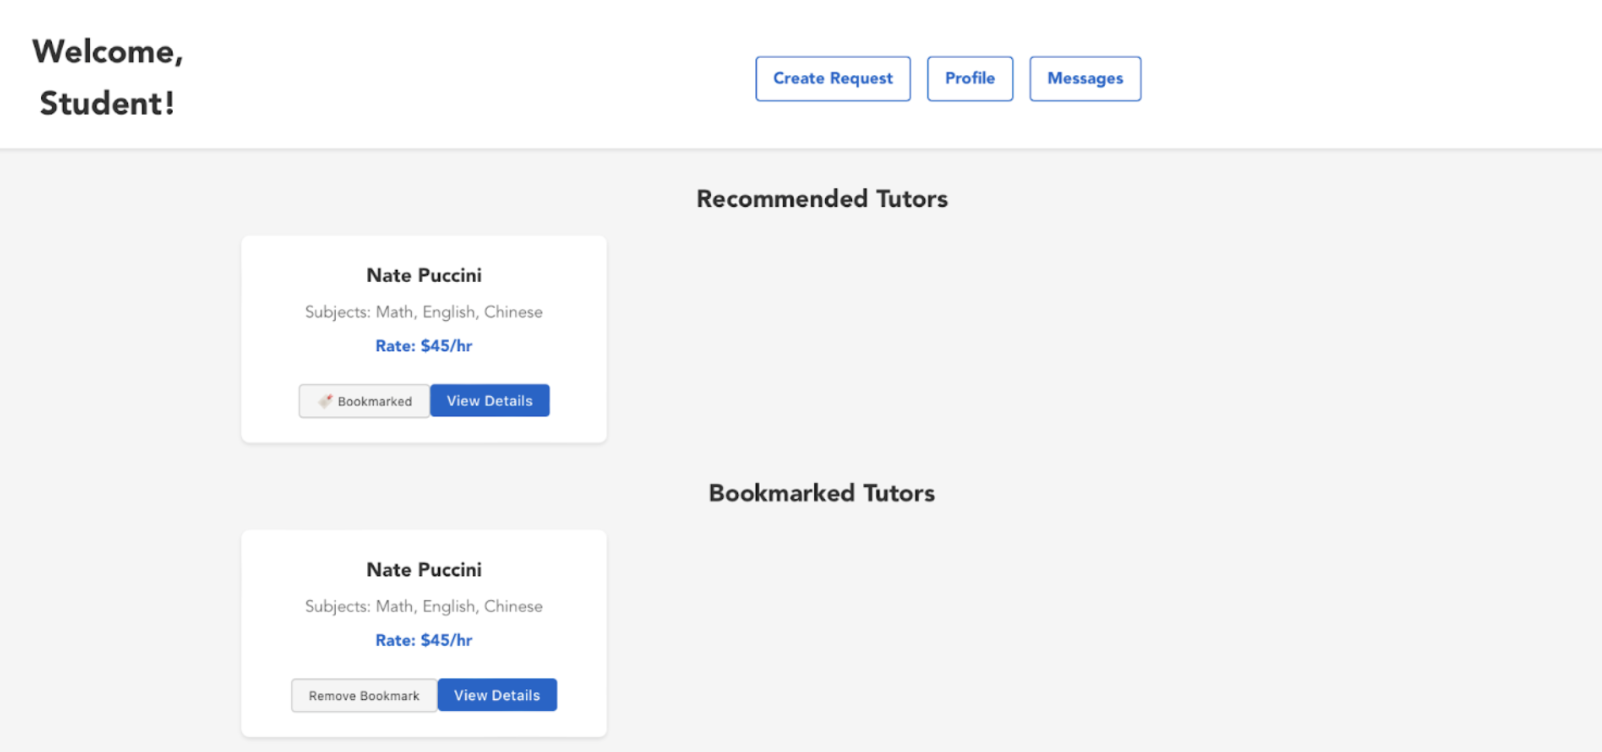 Welcome,
Student!
Create Request
Profile
Messages
Recommended Tutors
Nate Puccini
Subjects: Math, English, Chinese
Rate: $45/hr
Bookmarked
View Details
Bookmarked Tutors
Nate Puccini
Subjects: Math, English, Chinese
Rate: $45/hr
Remove Bookmark
View Details